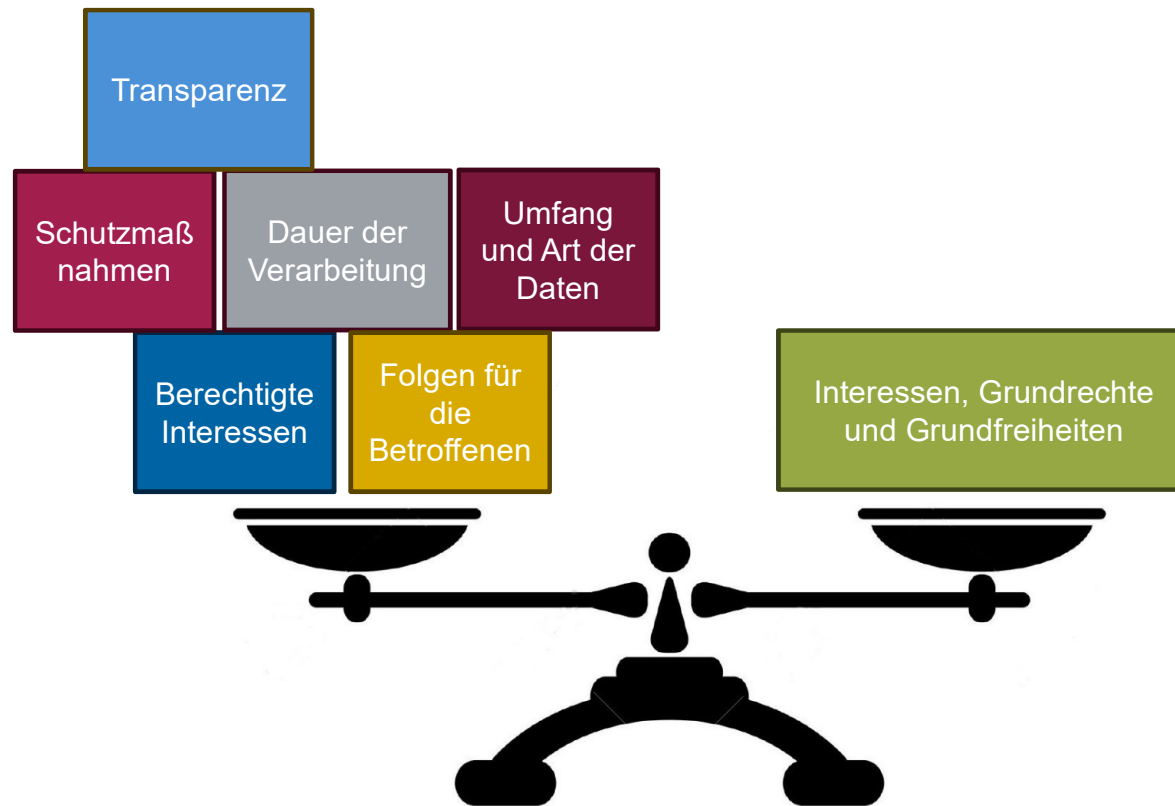 Transparenz
Schutzmaß
nahmen
Dauer der
Verarbeitung
Umfang
und Art der
Daten
Berechtigte
Interessen
Folgen für
die
Betroffenen
Interessen, Grundrechte
und Grundfreiheiten